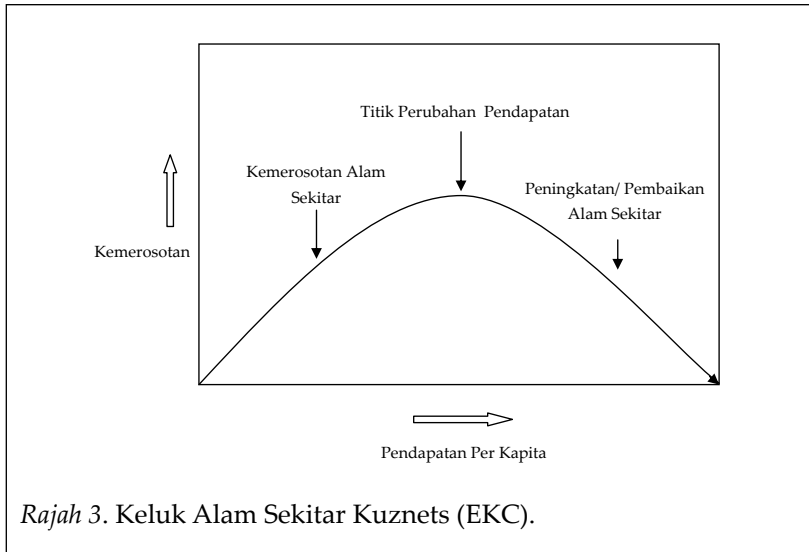 Titik Perubahan Pendapatan
Kemerosotan Alam
Sekitar
Peningkatan/ Pembaikan
Alam Sekitar
Kemerosotan
Pendapatan Per Kapita
Rajah 3. Keluk Alam Sekitar Kuznets (EKC).